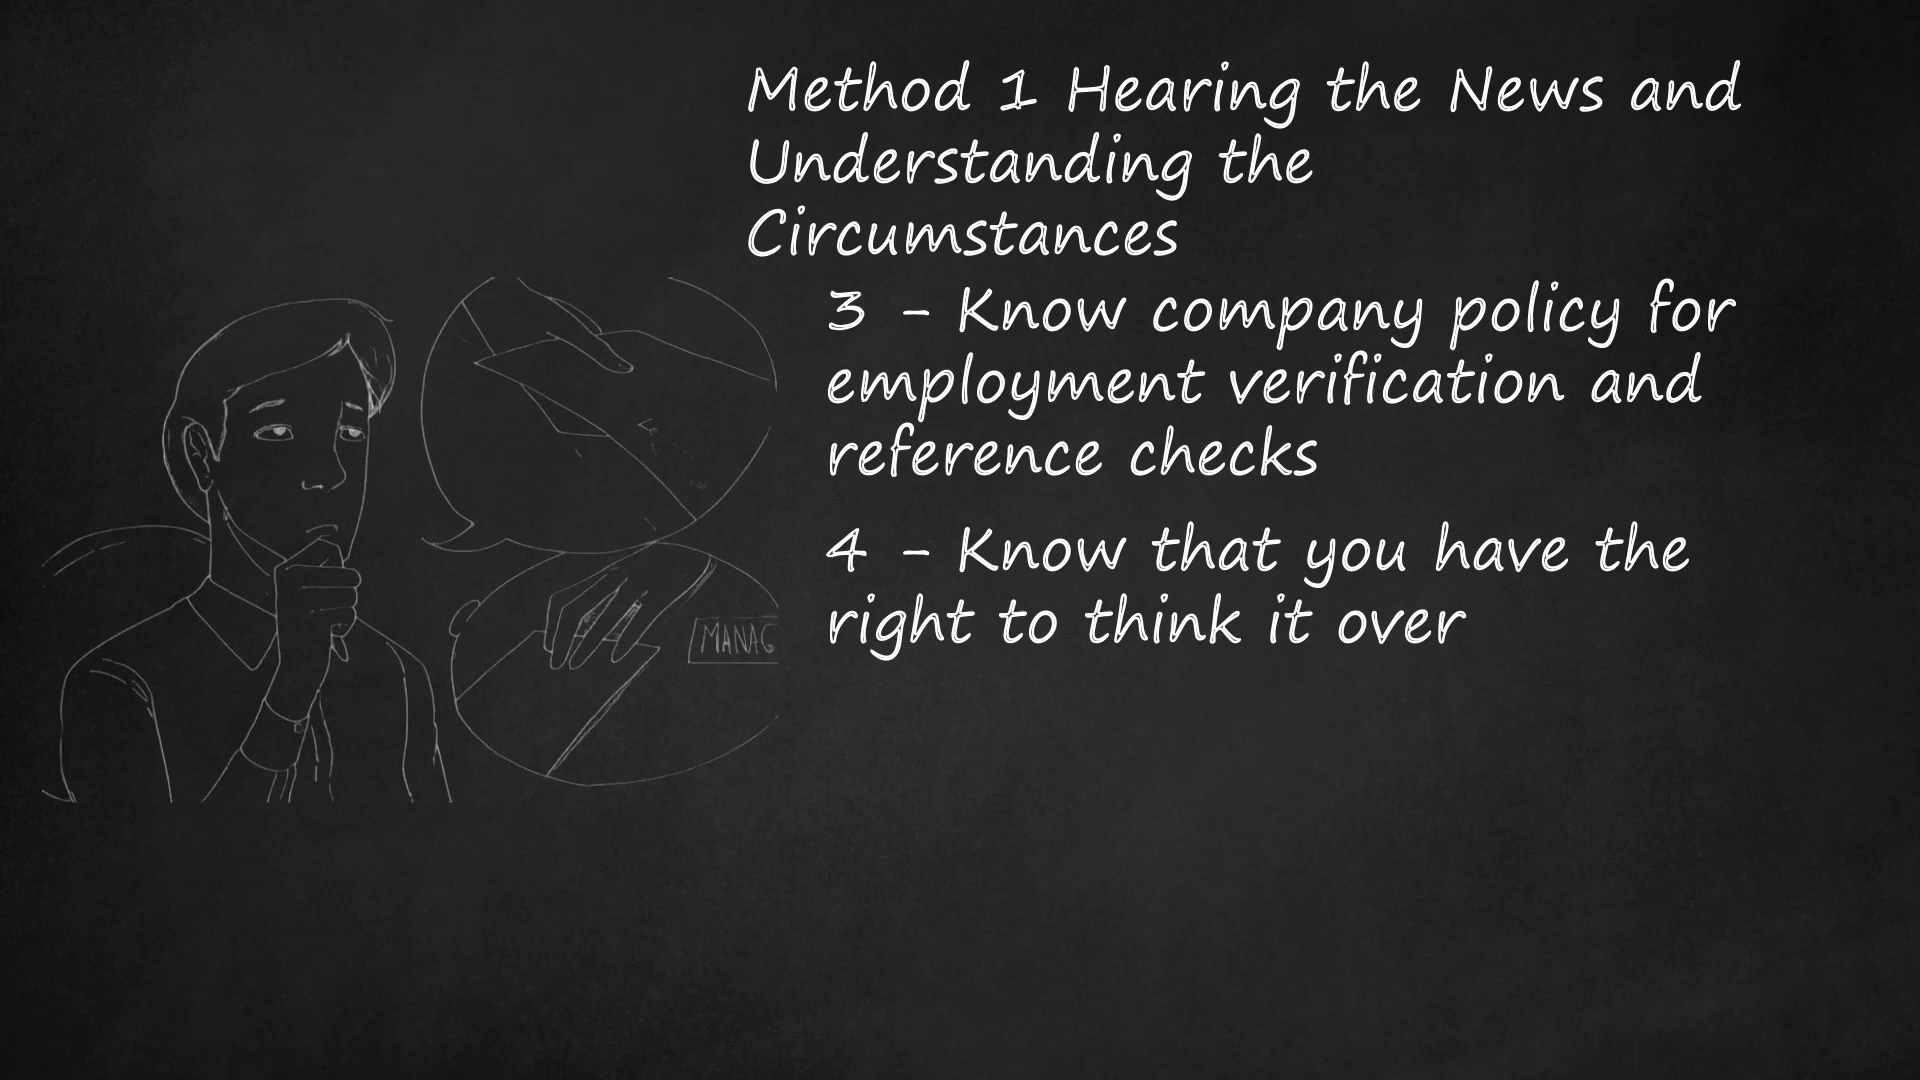 Method 1 Hearing the News and
Understanding the
Circumstances
3 - Know company policy for
employment verification and
reference checks
4 - Know that you have the
right to think it over
MANAG